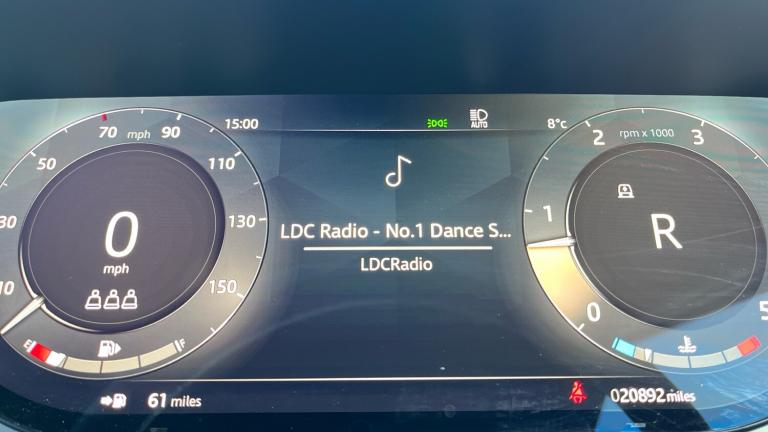 15:00
AUTO
8°c
10
30
50
70 mph 90
110
130
150
0
mph
E
F
LDC Radio - No.1 Dance S...
LDCRadio
0
1
2
rpm x 1000
3
5
R
61 miles
020892 miles